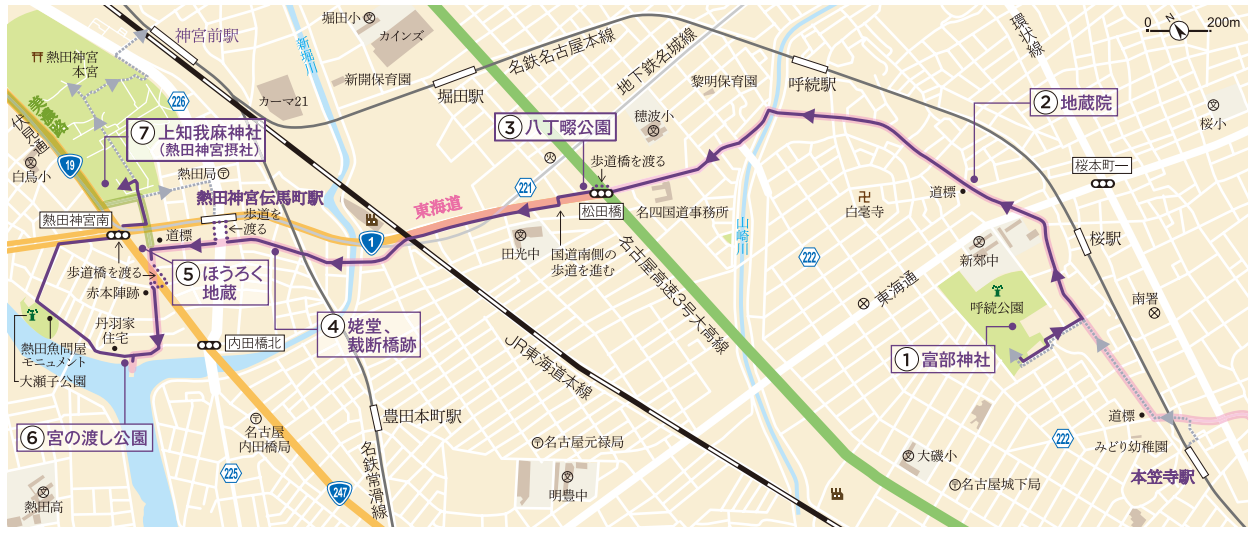 堀田小
カインズ
神宮前駅
新堀川
名鉄名古屋本線
地下鉄名城線
環状線
0
N
200m
熱田神宮
本宮
新開保育園
堀田駅
黎明保育園
呼続駅
226
カーマ21
美濃路
伏見通
②地蔵院
桜小
⑦上知我麻神社
(熱田神宮摂社)
③八丁畷公園
穂波小
19
白鳥小
熱田局
歩道橋を渡る
桜本町一
221
熱田神宮伝馬町駅
東海道
道標
熱田神宮南
歩道を
渡る
松田橋
名四国道事務所
白毫寺
道標
1
田光中
国道南側の
歩道を進む
山崎川
桜駅
新郊中
歩道橋を渡る
⑤ほうろく
地蔵
222
東海通
赤本陣跡
呼続公園
南署
丹羽家
住宅
④姥堂、
裁断橋跡
名古屋高速3号大高線
内田橋北
熱田魚問屋
モニュメント
JR東海道本線
①富部神社
大瀬子公園
豊田本町駅
道標
⑥宮の渡し公園
名古屋
内田橋局
222
みどり幼稚園
名古屋元禄局
大磯小
225
名鉄常滑線
本笠寺駅
247
明豊中
名古屋城下局
熱田高